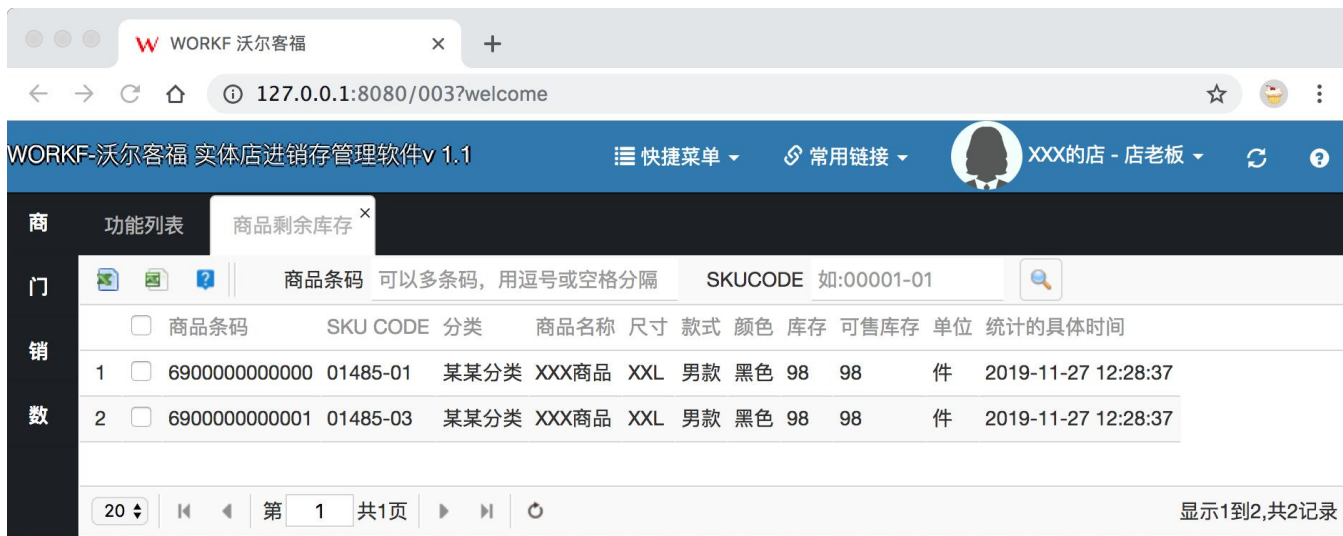 WORKF 沃尔客福
127.0.0.1:8080/003?welcome
WORKF-沃尔客福 实体店进销存管理软件v 1.1 快捷菜单 常用链接 XXX的店 - 店老板
商 功能列表 商品剩余库存
门 商品条码 可以多条码，用逗号或空格分隔 SKUCODE 如:00001-01
商品条码 SKU CODE 分类 商品名称 尺寸 款式 颜色 库存 可售库存 单位 统计的具体时间
销
1 6900000000000 01485-01 某某分类 XXX商品 XXL 男款 黑色 98 98 件 2019-11-27 12:28:37
数
2 6900000000001 01485-03 某某分类 XXX商品 XXL 男款 黑色 98 98 件 2019-11-27 12:28:37
20 第 1 共1页 显示1到2,共2记录